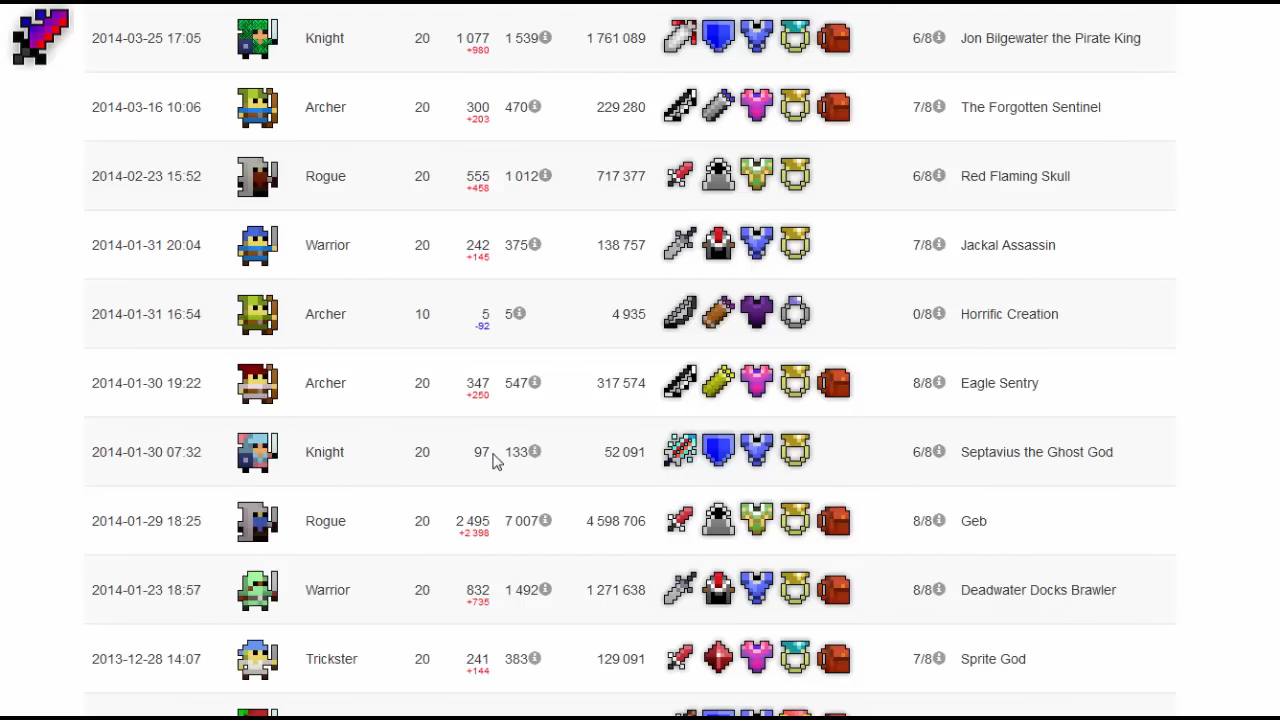 2014-03-25 17:05 Knight 20 1 077 +980 1 539 1 761 089 6/8 Jon Bilgewater the Pirate King
2014-03-16 10:06 Archer 20 300 +203 470 229 280 7/8 The Forgotten Sentinel
2014-02-23 15:52 Rogue 20 555 +458 1 012 717 377 6/8 Red Flaming Skull
2014-01-31 20:04 Warrior 20 242 +145 375 138 757 7/8 Jackal Assassin
2014-01-31 16:54 Archer 10 5 -92 5 4 935 0/8 Horrific Creation
2014-01-30 19:22 Archer 20 347 +250 547 317 574 8/8 Eagle Sentry
2014-01-30 07:32 Knight 20 97 133 52 091 6/8 Septavius the Ghost God
2014-01-29 18:25 Rogue 20 2 495 +2 398 7 007 4 598 706 8/8 Geb
2014-01-23 18:57 Warrior 20 832 +735 1 492 1 271 638 8/8 Deadwater Docks Brawler
2013-12-28 14:07 Trickster 20 241 +144 383 129 091 7/8 Sprite God